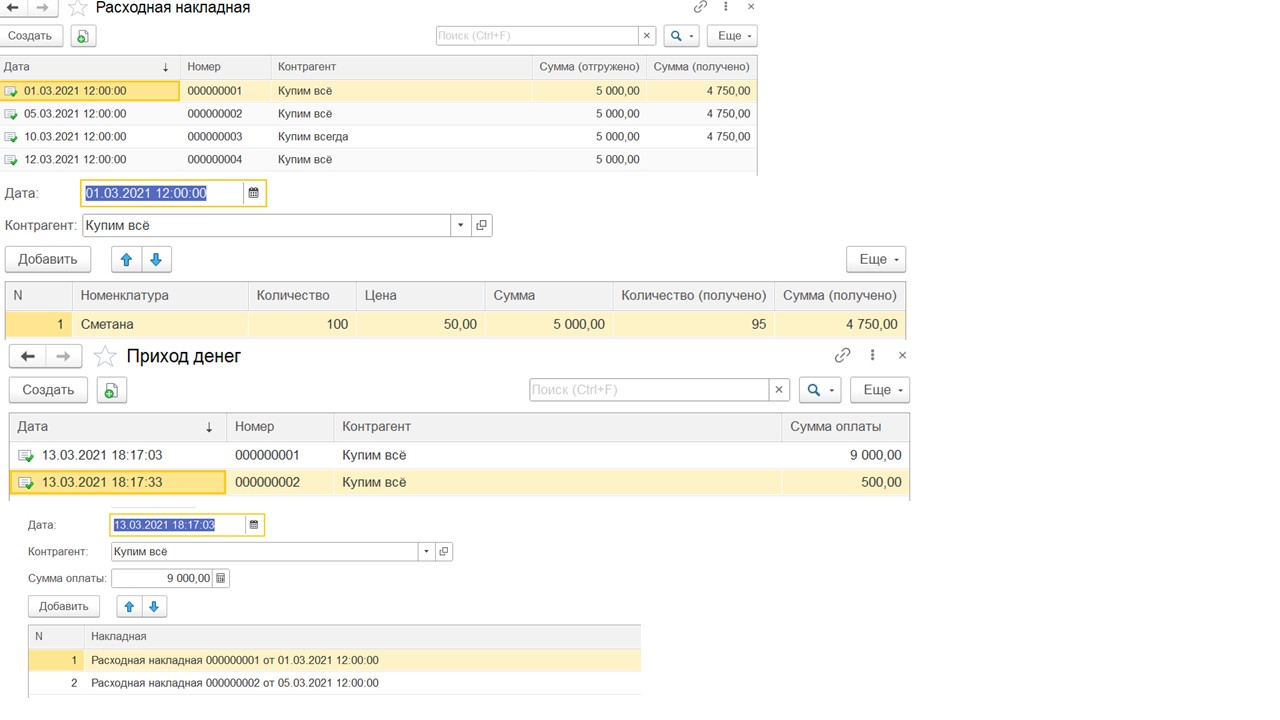 Расходная накладная
Создать Поиск (Ctrl+F) × Еще
Дата ↓ Номер Контрагент Сумма (отгружено) Сумма (получено)
01.03.2021 12:00:00 000000001 Купим всё 5 000,00 4 750,00
05.03.2021 12:00:00 000000002 Купим всё 5 000,00 4 750,00
10.03.2021 12:00:00 000000003 Купим всегда 5 000,00 4 750,00
12.03.2021 12:00:00 000000004 Купим всё 5 000,00
Дата: 01.03.2021 12:00:00
Контрагент: Купим всё
Добавить Еще
N Номенклатура Количество Цена Сумма Количество (получено) Сумма (получено)
1 Сметана 100 50,00 5 000,00 95 4 750,00
Приход денег
Создать Поиск (Ctrl+F) × Еще
Дата ↓ Номер Контрагент Сумма оплаты
13.03.2021 18:17:03 000000001 Купим всё 9 000,00
13.03.2021 18:17:33 000000002 Купим всё 500,00
Дата: 13.03.2021 18:17:03
Контрагент: Купим всё
Сумма оплаты: 9 000,00
Добавить
N Накладная
1 Расходная накладная 000000001 от 01.03.2021 12:00:00
2 Расходная накладная 000000002 от 05.03.2021 12:00:00